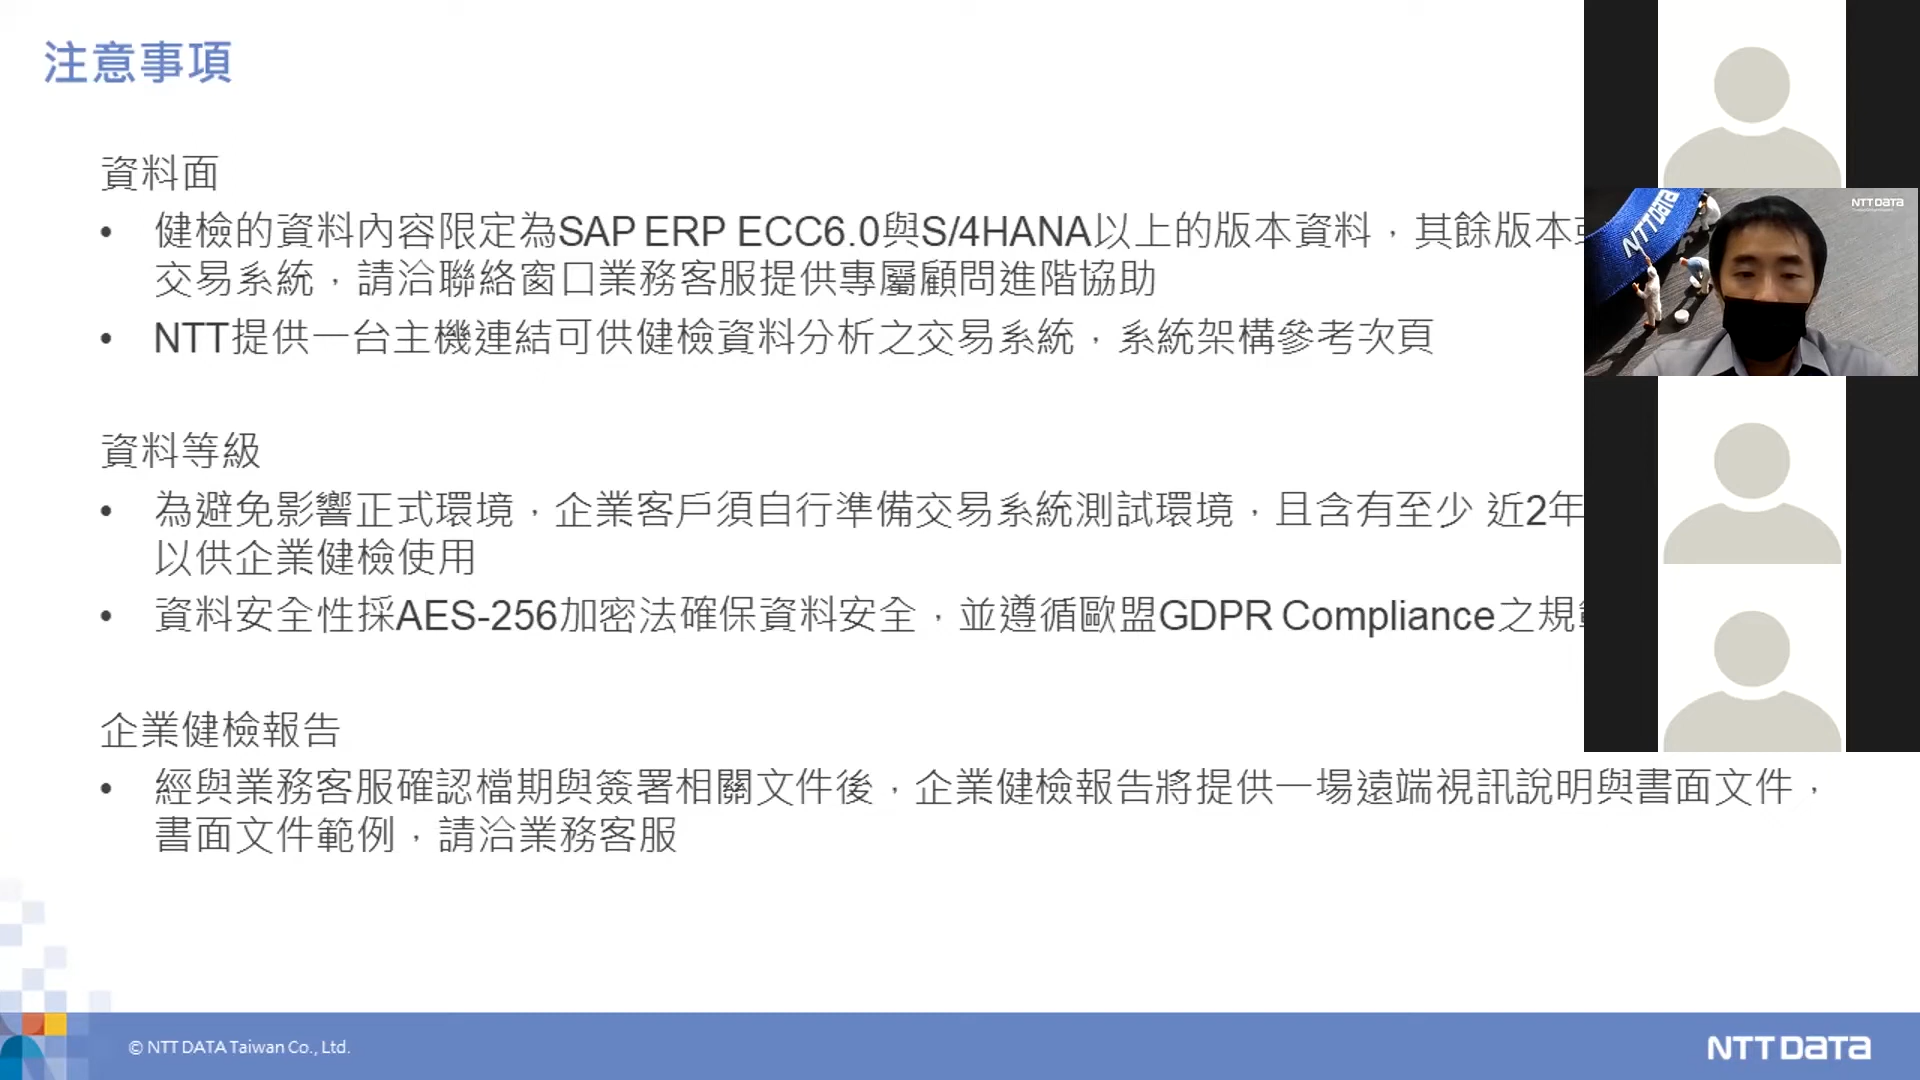 注意事項
資料面
• 健檢的資料內容限定為SAP ERP ECC6.0與S/4HANA以上的版本資料，其餘版本
交易系統，請洽聯絡窗口業務客服提供專屬顧問進階協助
• NTT提供一台主機連結可供健檢資料分析之交易系統，系統架構參考次頁
資料等級
• 為避免影響正式環境，企業客戶須自行準備交易系統測試環境，且含有至少 近2年
以供企業健檢使用
• 資料安全性採AES-256加密法確保資料安全，並遵循歐盟GDPR Compliance之規
企業健檢報告
• 經與業務客服確認檔期與簽署相關文件後，企業健檢報告將提供一場遠端視訊說明與書面文件，
書面文件範例，請洽業務客服
NTT DATA
NTT DATA
© NTT DATA Taiwan Co., Ltd.
NTT DATA